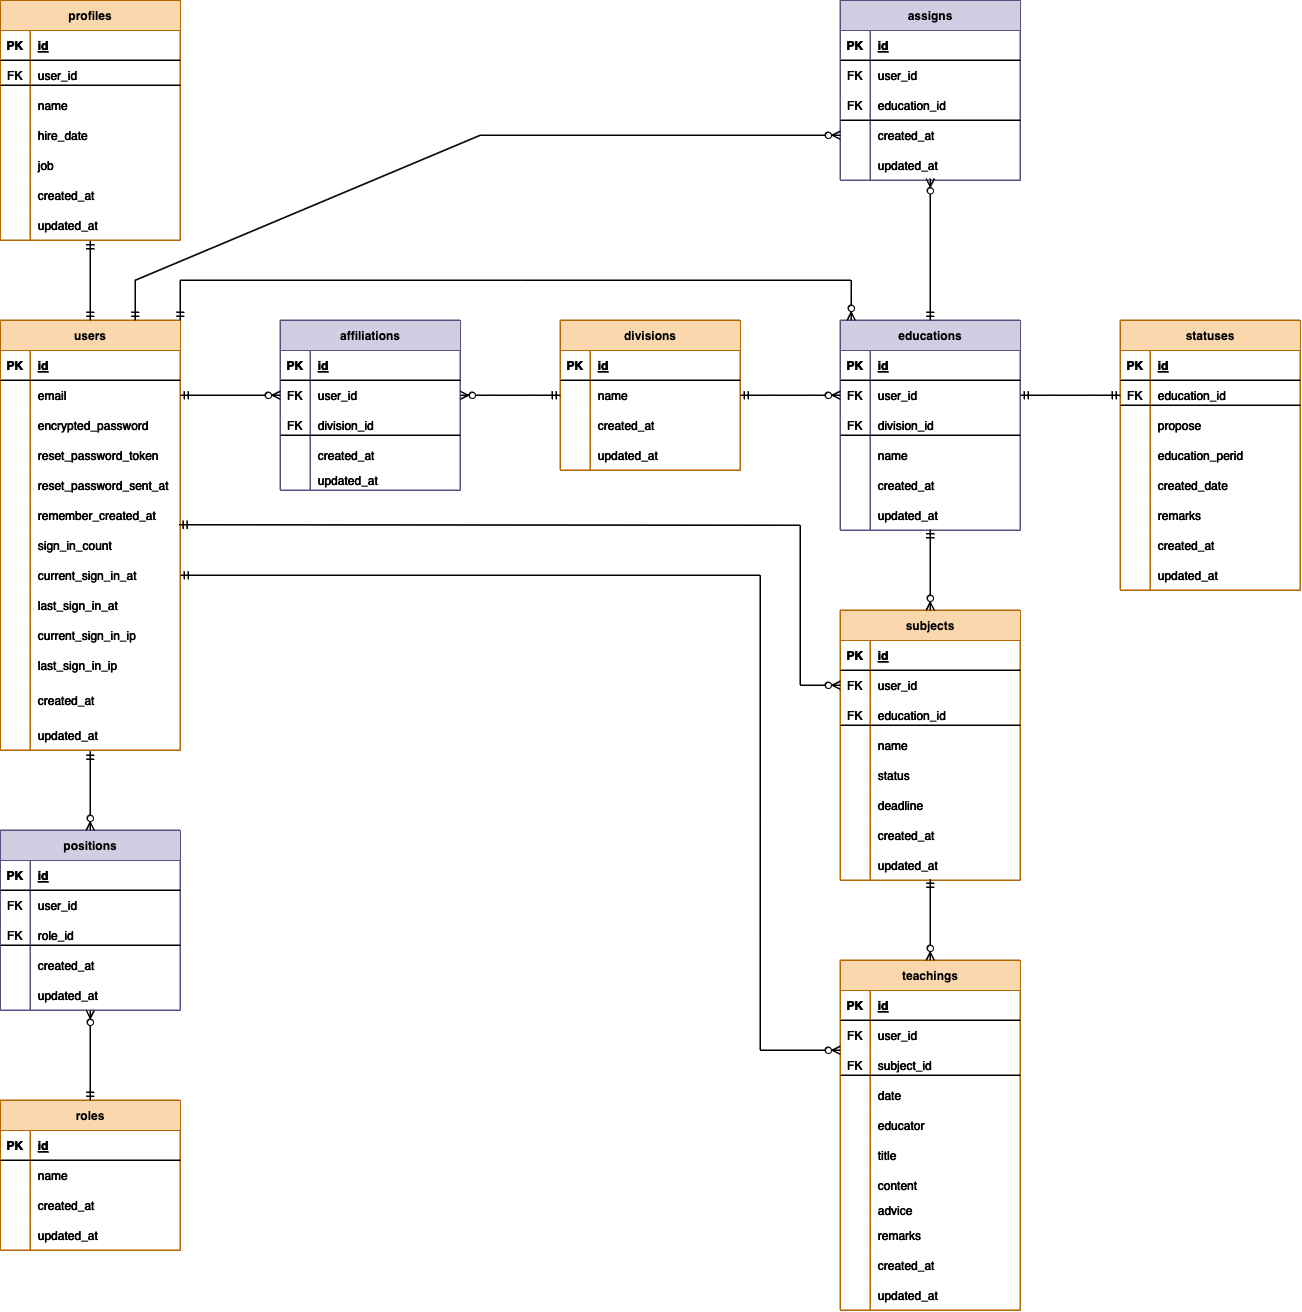 profiles
PK id
FK user_id
name
hire_date
job
created_at
updated_at
assigns
PK id
FK user_id
FK education_id
created_at
updated_at
users
PK id
email
encrypted_password
reset_password_token
reset_password_sent_at
remember_created_at
sign_in_count
current_sign_in_at
last_sign_in_at
current_sign_in_ip
last_sign_in_ip
created_at
updated_at
affiliations
PK id
FK user_id
FK division_id
created_at
updated_at
divisions
PK id
name
created_at
updated_at
educations
PK id
FK user_id
FK division_id
name
created_at
updated_at
statuses
PK id
FK education_id
propose
education_perid
created_date
remarks
created_at
updated_at
subjects
PK id
FK user_id
FK education_id
name
status
deadline
created_at
updated_at
positions
PK id
FK user_id
FK role_id
created_at
updated_at
teachings
PK id
FK user_id
FK subject_id
date
educator
title
content
advice
remarks
created_at
updated_at
roles
PK id
name
created_at
updated_at